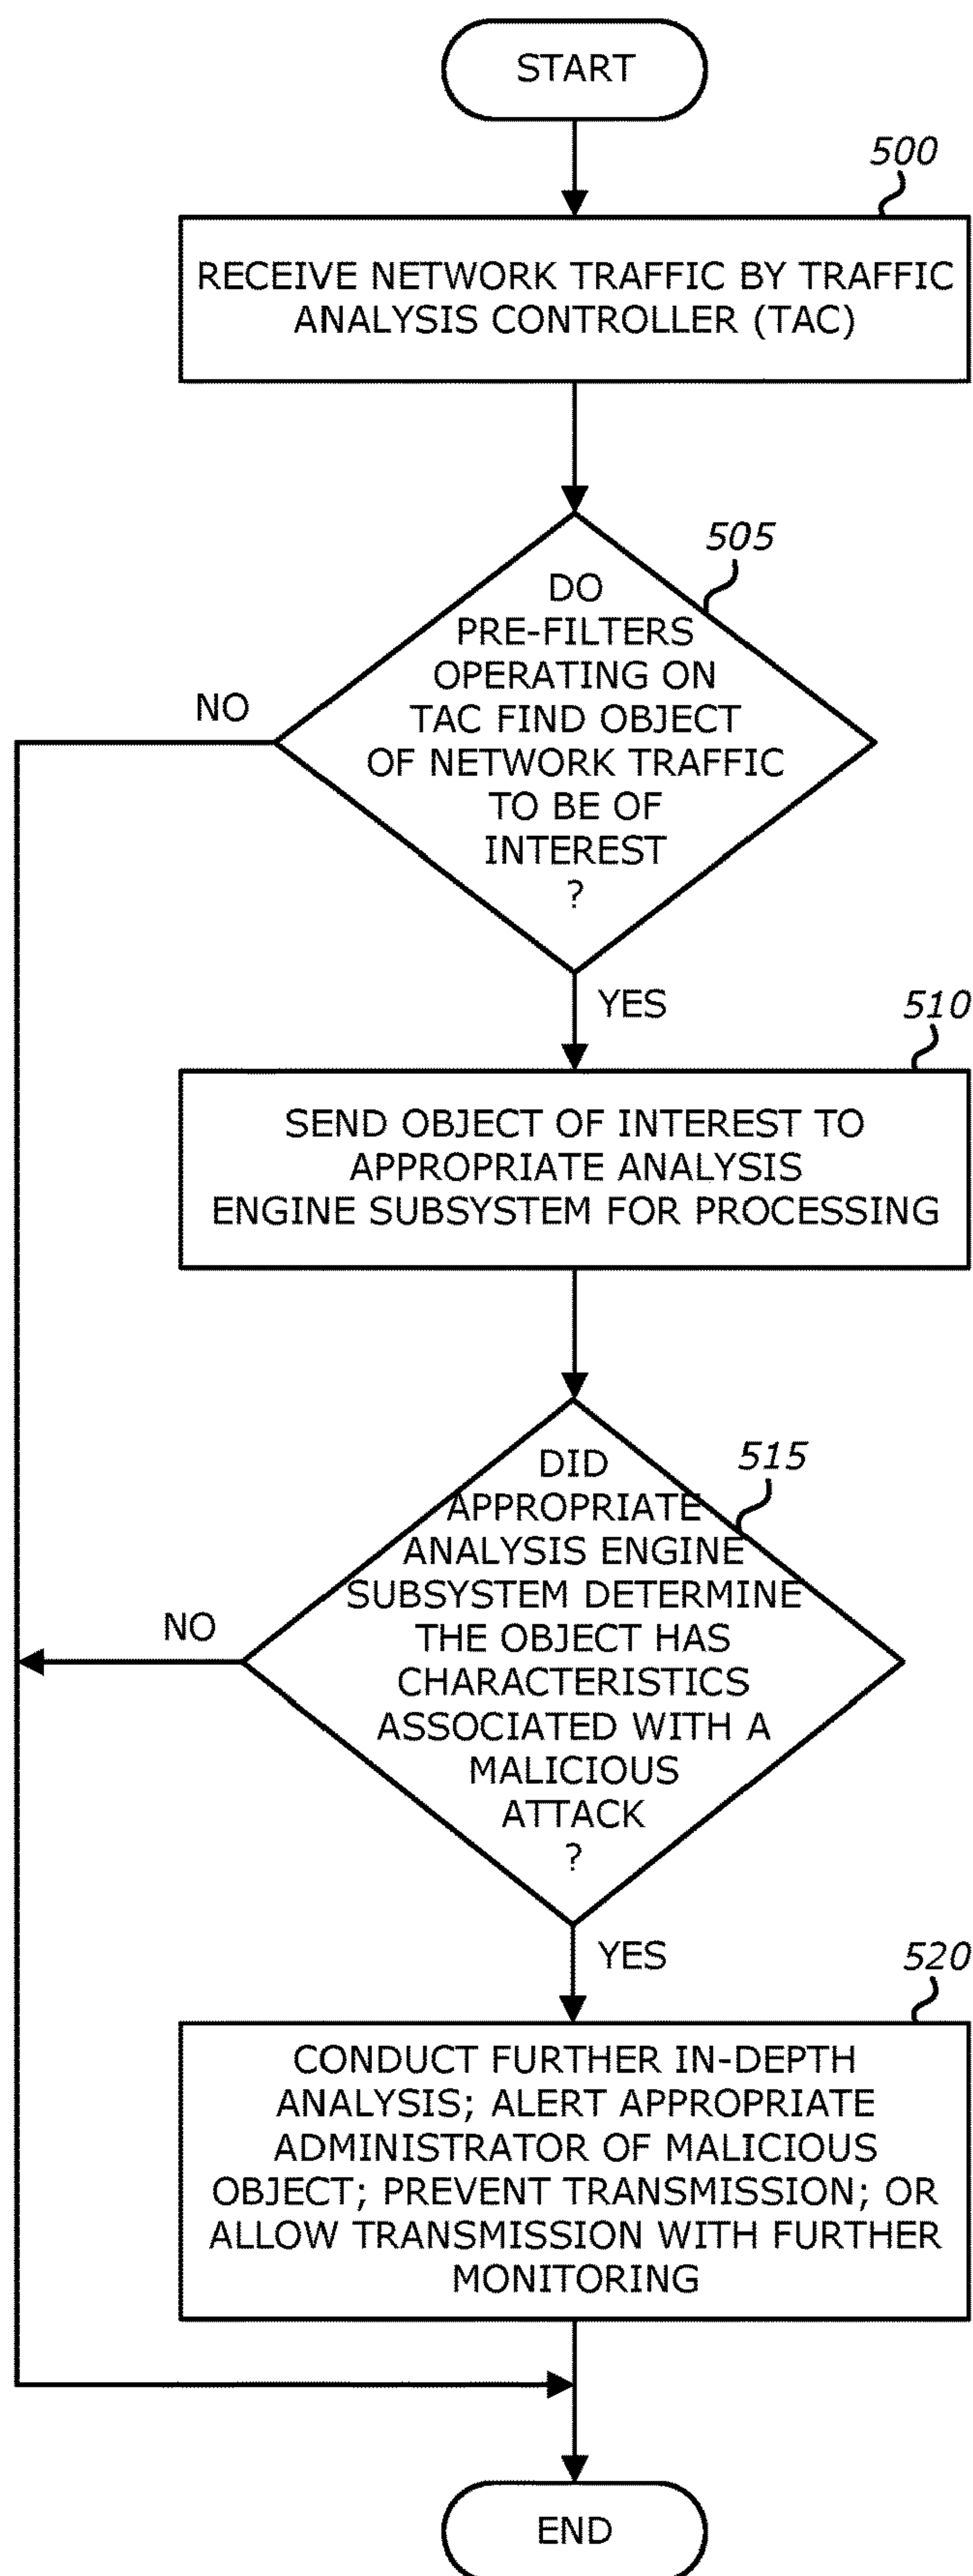 START
500
RECEIVE NETWORK TRAFFIC BY TRAFFIC
ANALYSIS CONTROLLER (TAC)
505
DO
PRE-FILTERS
OPERATING ON
TAC FIND OBJECT
OF NETWORK TRAFFIC
TO BE OF
INTEREST
?
NO
YES
510
SEND OBJECT OF INTEREST TO
APPROPRIATE ANALYSIS
ENGINE SUBSYSTEM FOR PROCESSING
515
DID
APPROPRIATE
ANALYSIS ENGINE
SUBSYSTEM DETERMINE
THE OBJECT HAS
CHARACTERISTICS
ASSOCIATED WITH A
MALICIOUS
ATTACK
?
NO
YES
520
CONDUCT FURTHER IN-DEPTH
ANALYSIS; ALERT APPROPRIATE
ADMINISTRATOR OF MALICIOUS
OBJECT; PREVENT TRANSMISSION; OR
ALLOW TRANSMISSION WITH FURTHER
MONITORING
END